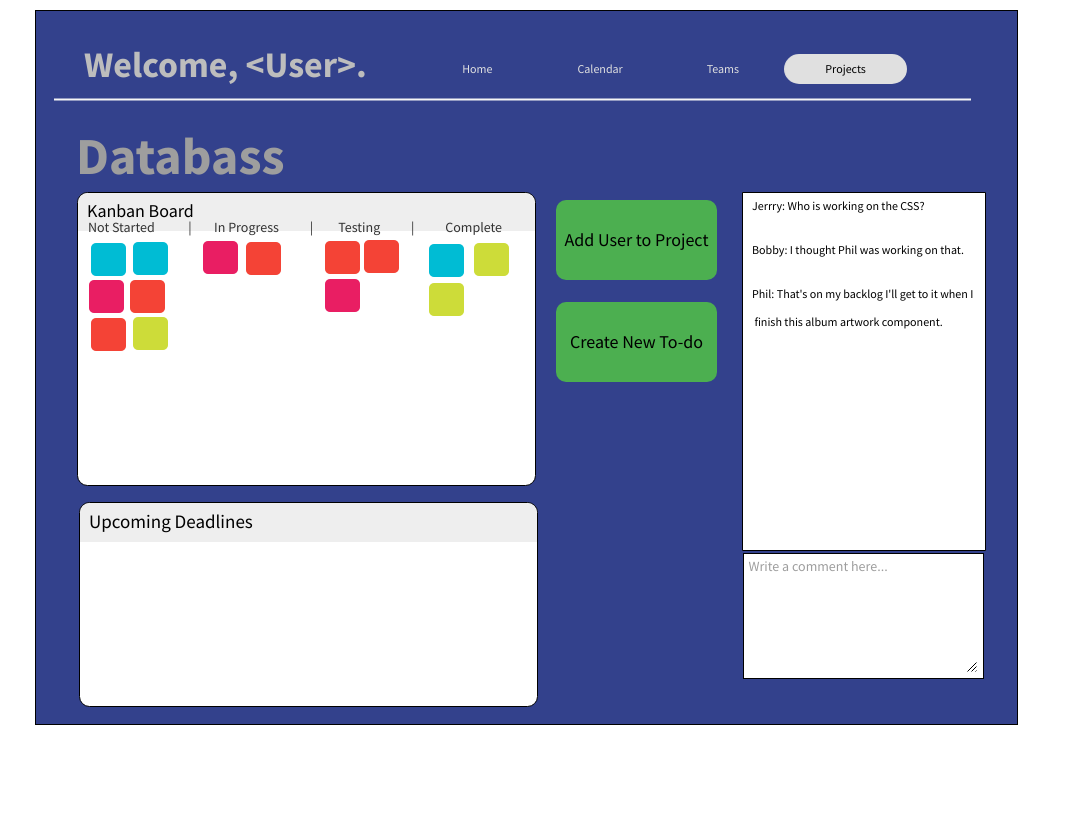 Welcome, <User>.
Home
Calendar
Teams
Projects
Databass
Kanban Board
Not Started | In Progress | Testing | Complete
Add User to Project
Create New To-do
Upcoming Deadlines
Jerrry: Who is working on the CSS?
Bobby: I thought Phil was working on that.
Phil: That's on my backlog I'll get to it when I
finish this album artwork component.
Write a comment here...